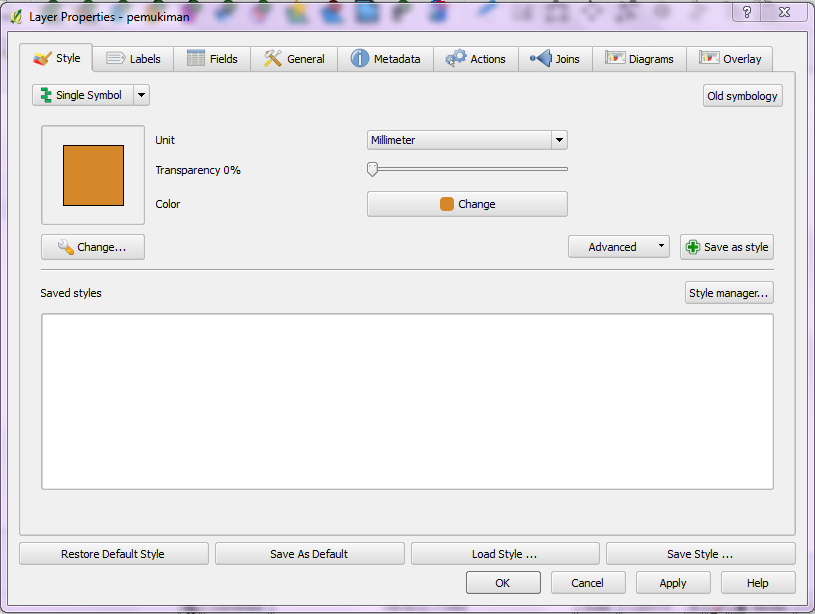 Layer Properties - pemukiman
?
Style Labels Fields General Metadata Actions Joins Diagrams Overlay
Single Symbol Old symbology
Unit Millimeter
Transparency 0%
Color Change
Change... Advanced Save as style
Saved styles Style manager...
Restore Default Style Save As Default Load Style ... Save Style ...
OK Cancel Apply Help